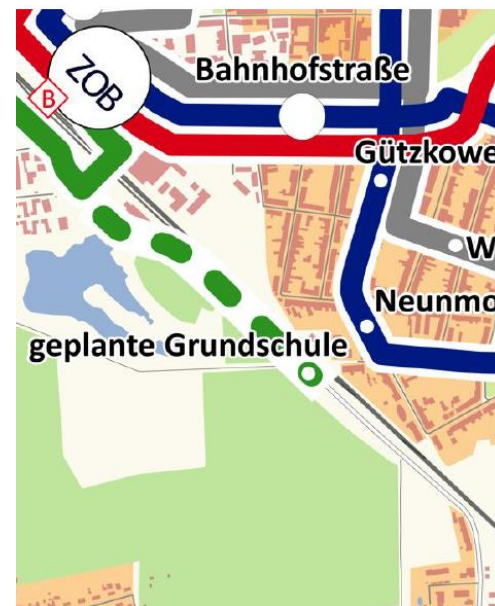 ZOB
B
Bahnhofstraße
Gützkowe
W
Neunmo
geplante Grundschule